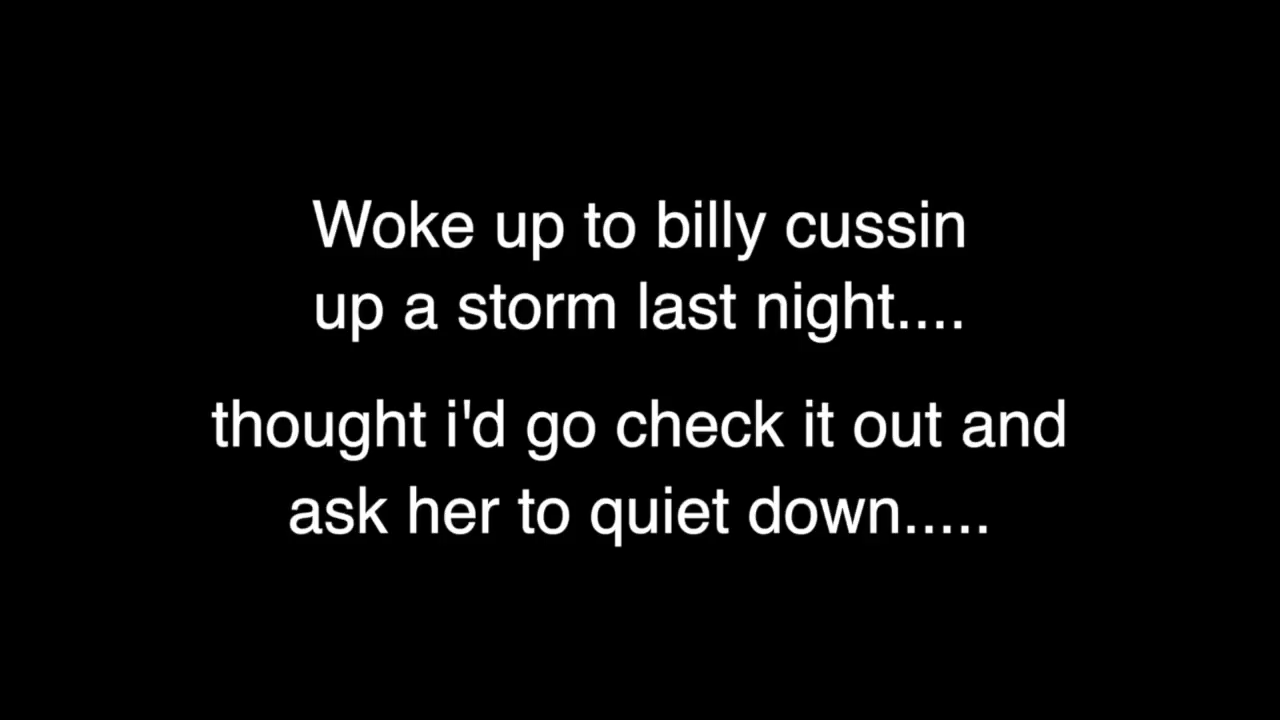 Woke up to billy cussin
up a storm last night....
thought i'd go check it out and
ask her to quiet down.....